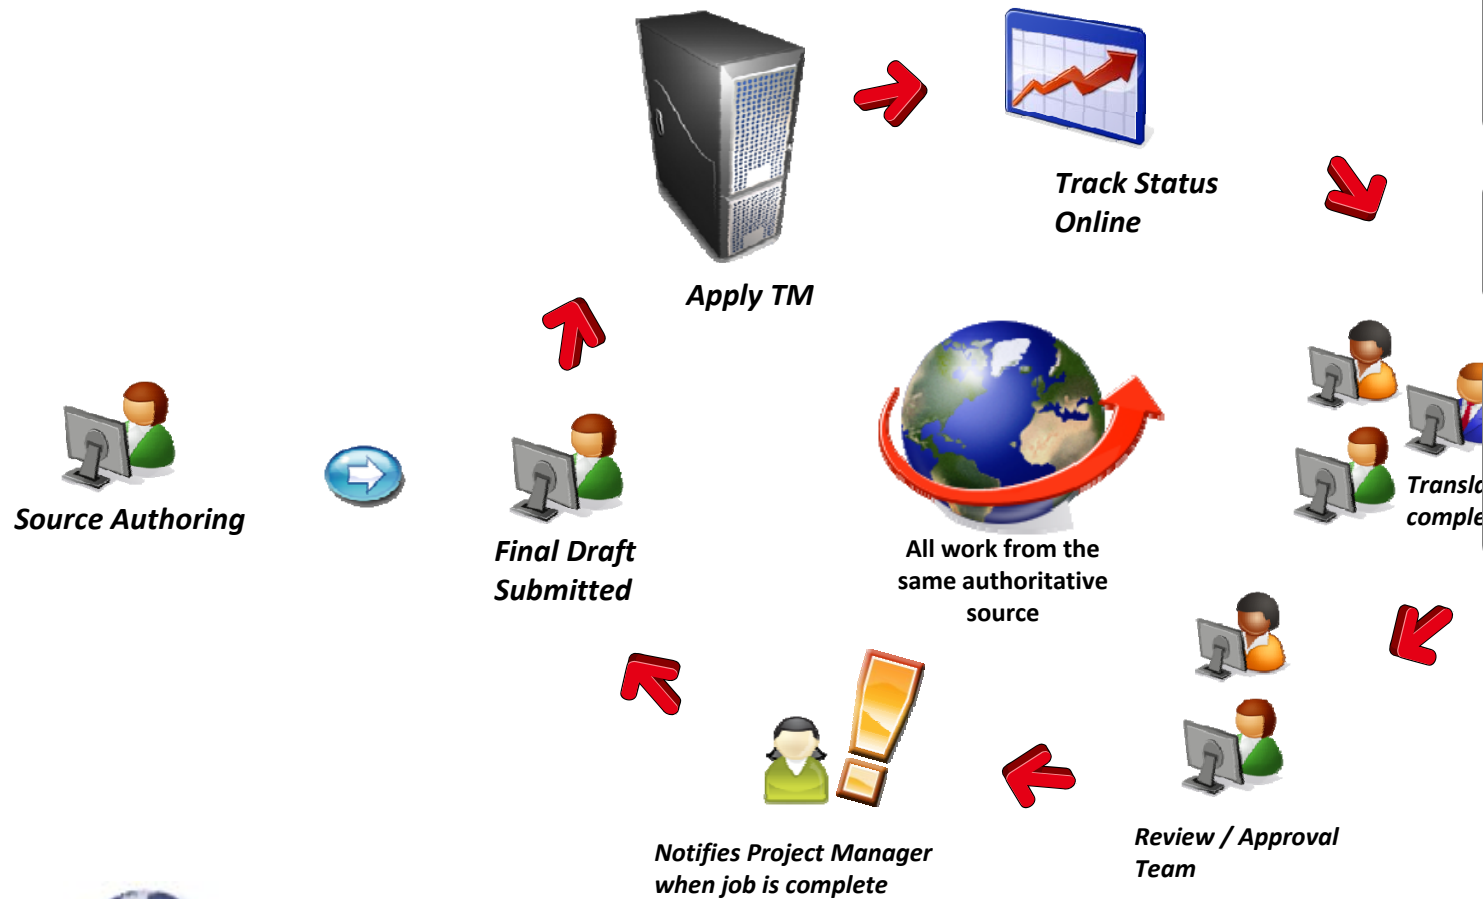 Track Status
Online
Apply TM
Source Authoring
Final Draft
Submitted
All work from the
same authoritative
source
Review / Approval
Team
Notifies Project Manager
when job is complete